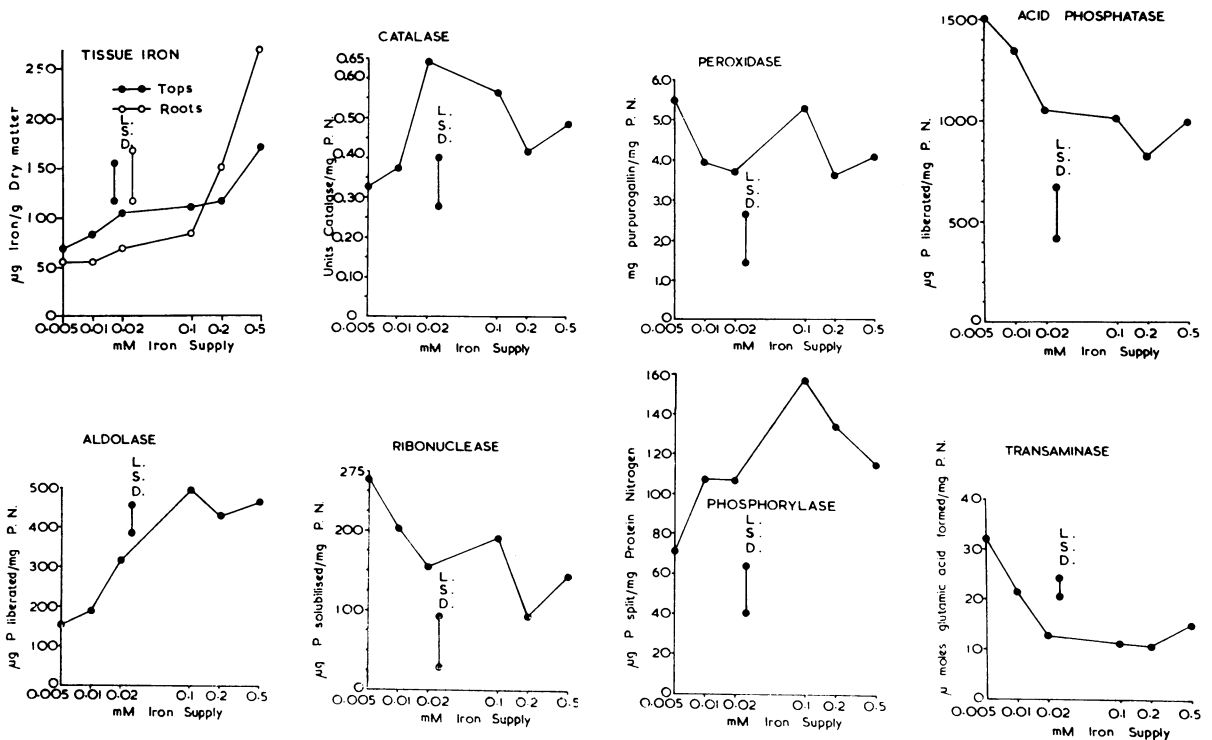 TISSUE IRON
Tops
Roots
L.
S.
D.
250
200
150
100
50
0
µg Iron/g Dry matter
0.005 0.01 0.02 0.1 0.2 0.5
mM Iron Supply
CATALASE
0.65
0.60
0.50
0.40
0.30
0.20
0.10
0
Units Catalase/mg P. N.
L.
S.
D.
0.005 0.01 0.02 0.1 0.2 0.5
mM Iron Supply
PEROXIDASE
6.0
5.0
4.0
3.0
2.0
1.0
0
mg purpurogallin/mg P. N.
L.
S.
D.
0.005 0.01 0.02 0.1 0.2 0.5
mM Iron Supply
ACID PHOSPHATASE
1500
1000
500
0
µg P liberated/mg P. N.
L.
S.
D.
0.005 0.01 0.02 0.1 0.2 0.5
mM Iron Supply
ALDOLASE
500
400
300
200
100
0
µg P liberated/mg P. N.
L.
S.
D.
0.005 0.01 0.02 0.1 0.2 0.5
mM Iron Supply
RIBONUCLEASE
275
200
100
0
µg P solubilised/mg P. N.
L.
S.
D.
0.005 0.01 0.02 0.1 0.2 0.5
mM Iron Supply
160
140
120
100
80
60
40
20
0
µg P split/mg Protein Nitrogen
PHOSPHORYLASE
L.
S.
D.
0.005 0.01 0.02 0.1 0.2 0.5
mM Iron Supply
TRANSAMINASE
40
30
20
10
0
µ moles glutamic acid formed/mg P. N.
L.
S.
D.
0.005 0.01 0.02 0.1 0.2 0.5
mM Iron Supply